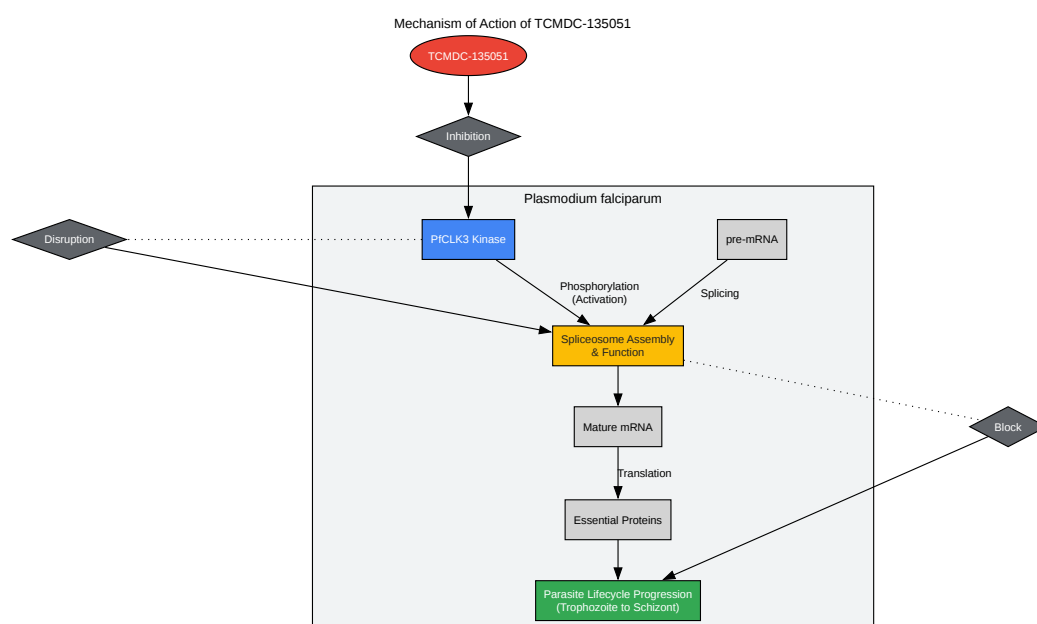 Mechanism of Action of TCMDC-135051
TCMDC-135051
Inhibition
Plasmodium falciparum
Disruption
PfCLK3 Kinase
pre-mRNA
Phosphorylation
(Activation)
Splicing
Spliceosome Assembly
& Function
Mature mRNA
Block
Translation
Essential Proteins
Parasite Lifecycle Progression
(Trophozoite to Schizont)